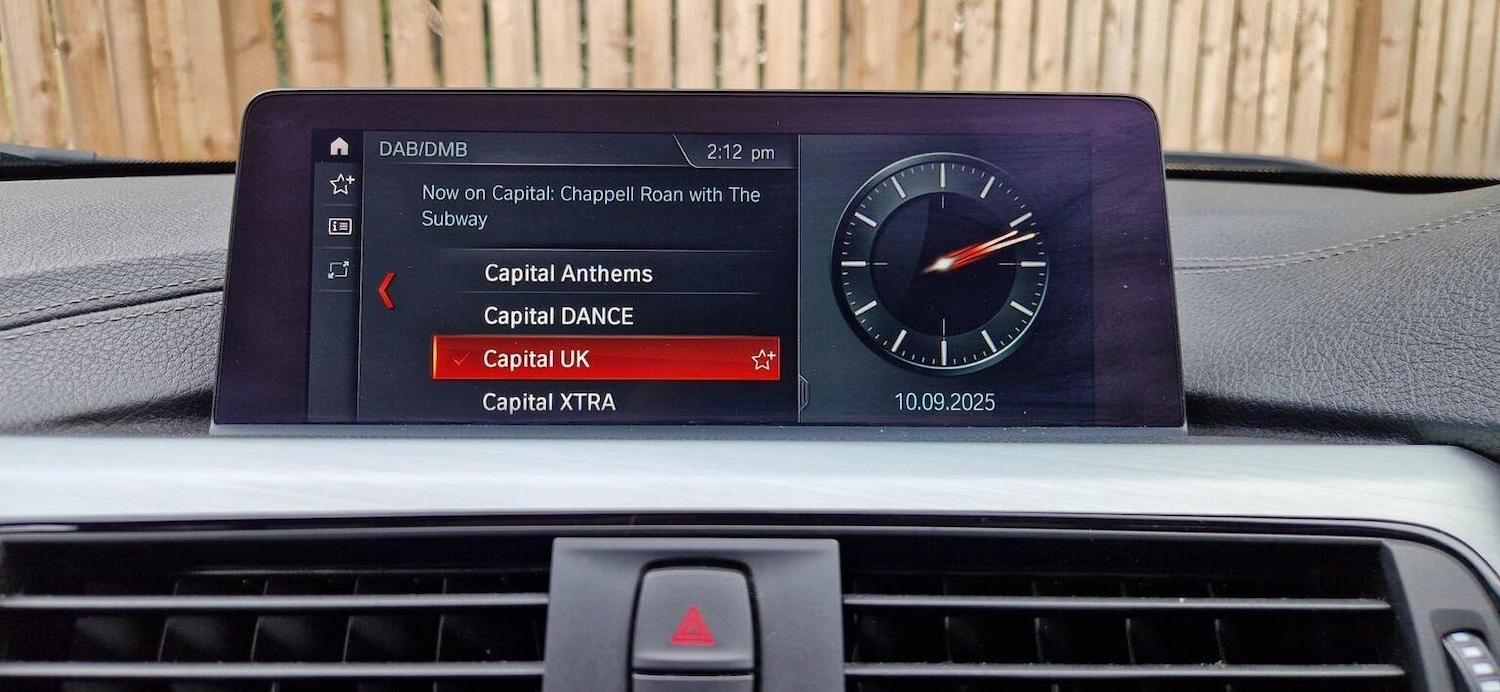 DAB/DMB
2:12 pm
Now on Capital: Chappell Roan with The
Subway
Capital Anthems
Capital DANCE
Capital UK
Capital XTRA
10.09.2025